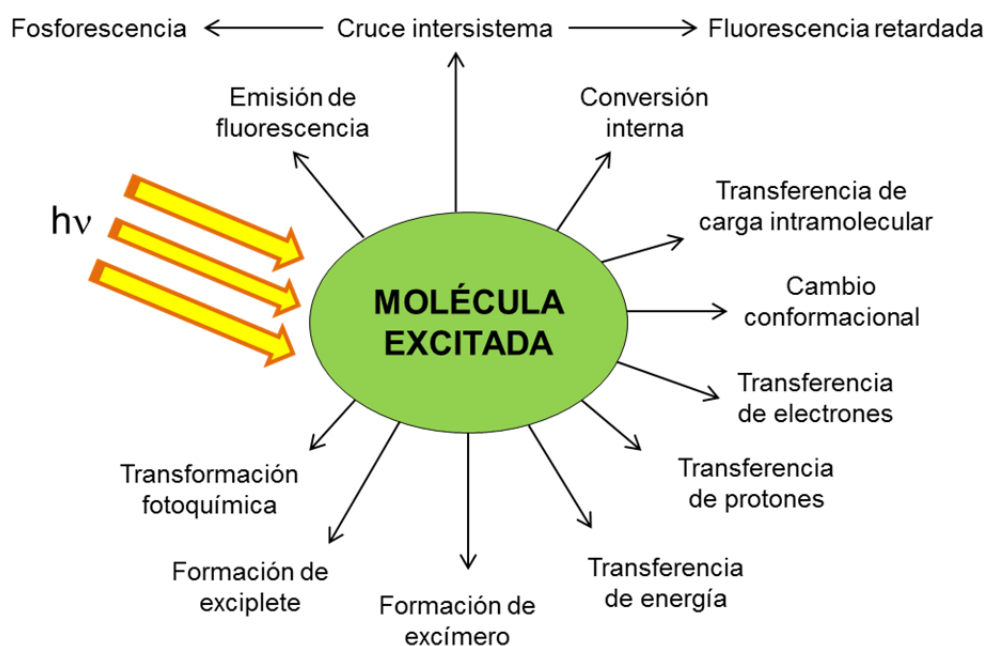 Fosforescencia
Cruce intersistema
Fluorescencia retardada
Emisión de
fluorescencia
Conversión
interna
hν
Transferencia de
carga intramolecular
MOLÉCULA
EXCITADA
Cambio
conformacional
Transferencia
de electrones
Transferencia
de protones
Transformación
fotoquímica
Formación de
exciplete
Formación de
excímero
Transferencia
de energía